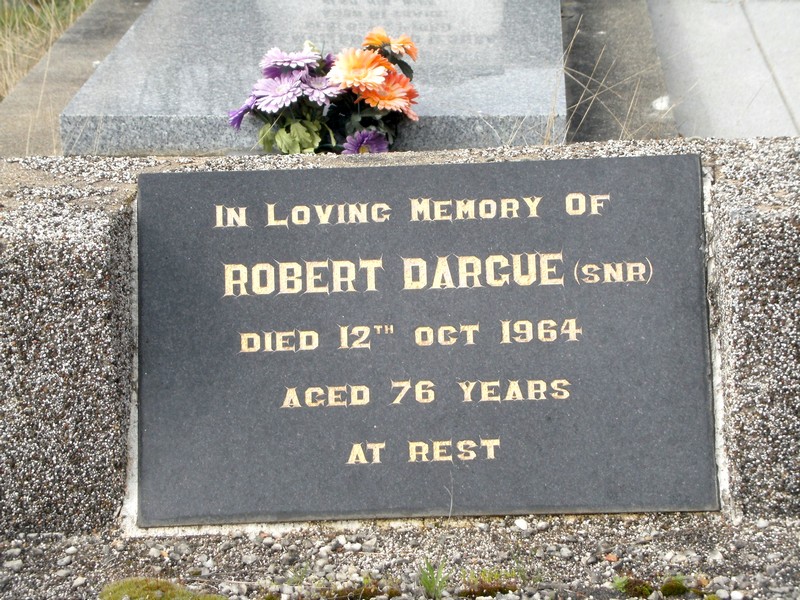 IN LOVING MEMORY OF
ROBERT DARGUE (SNR)
DIED 12TH OCT 1964
AGED 76 YEARS
AT REST